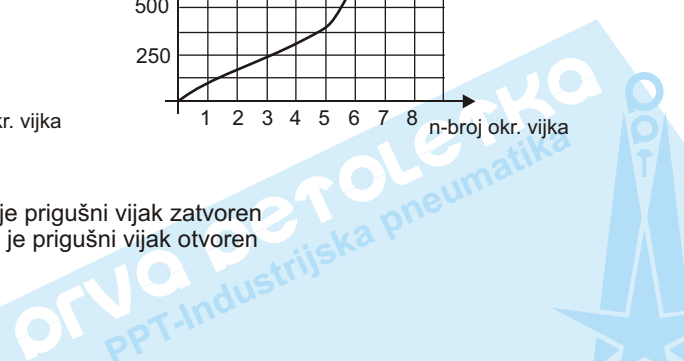 500
250
1 2 3 4 5 6 7 8
n-broj okr. vijka
r. vijka
je prigušni vijak zatvoren
je prigušni vijak otvoren
prva petoletka
PPT-Industrijska pneumatika
ppt